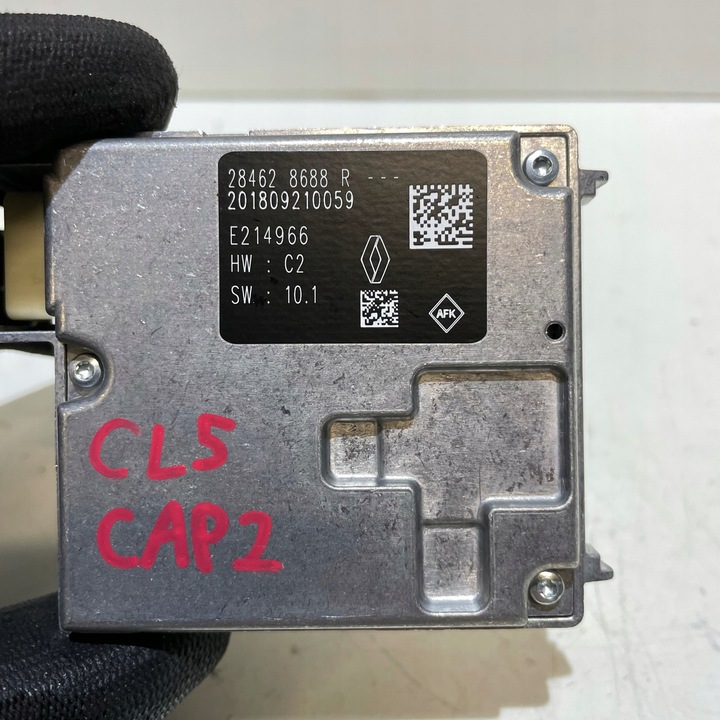 28462 8688 R ---
201809210059
E214966
HW : C2
SW : 10.1
AFK
CL5
CAP2